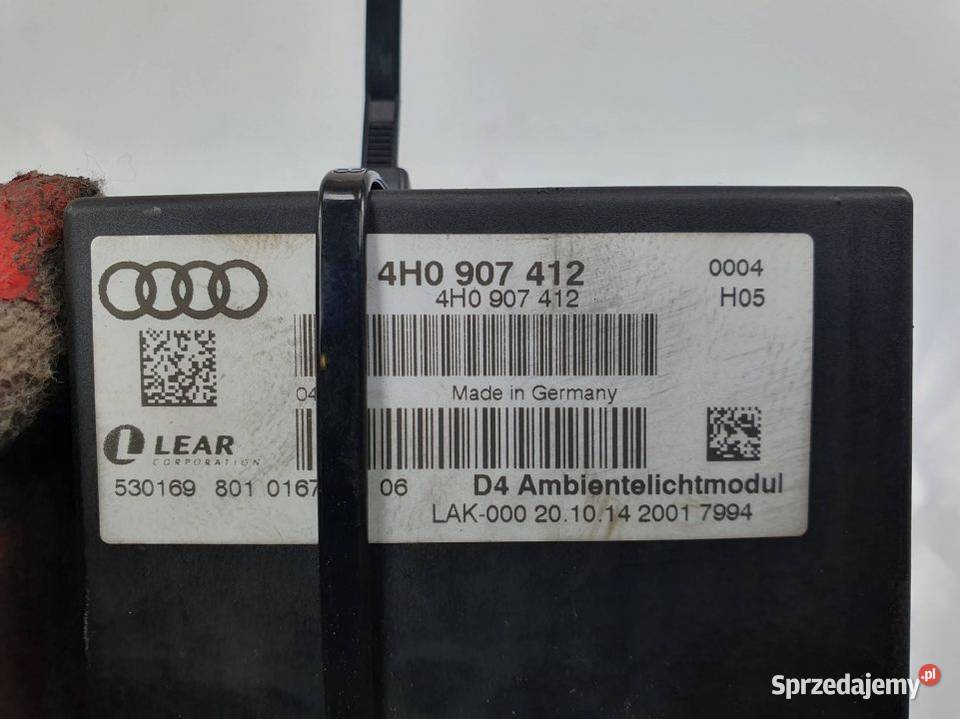 4H0 907 412 0004
4H0 907 412 H05
Made in Germany
LEAR
CORPORATION
530169 801 0167 06 D4 Ambientelichtmodul
LAK-000 20.10.14 2001 7994
Sprzedajemy.pl